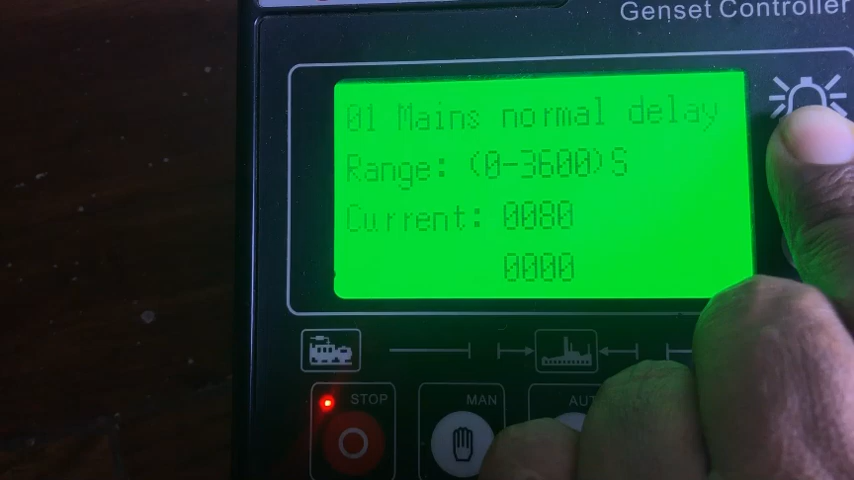 Genset Controller
01 Mains normal delay
Range: (0-3600)S
Current: 0080
0000
STOP
MAN